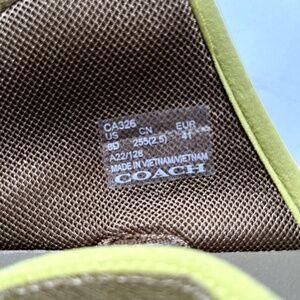 CA326
US CN EUR
8D 255(2.5) 41
A22/128
MADE IN VIETNAM/VIETNAM
COACH